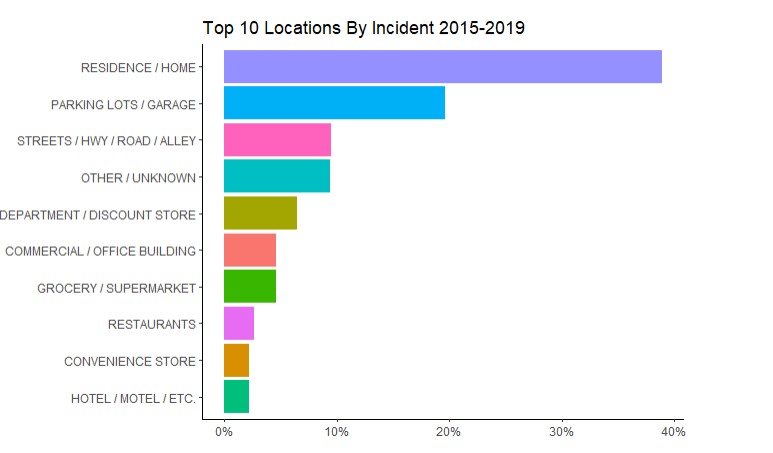 Top 10 Locations By Incident 2015-2019
RESIDENCE / HOME
PARKING LOTS / GARAGE
STREETS / HWY / ROAD / ALLEY
OTHER / UNKNOWN
DEPARTMENT / DISCOUNT STORE
COMMERCIAL / OFFICE BUILDING
GROCERY / SUPERMARKET
RESTAURANTS
CONVENIENCE STORE
HOTEL / MOTEL / ETC.
0% 10% 20% 30% 40%